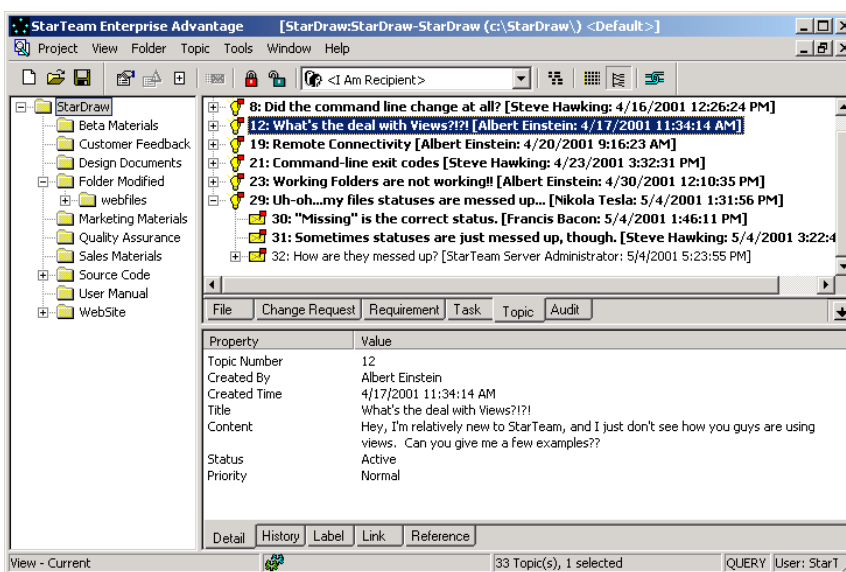 StarTeam Enterprise Advantage [StarDraw:StarDraw-StarDraw (c:\StarDraw\) <Default>]
Project View Folder Topic Tools Window Help
<I Am Recipient>
StarDraw
Beta Materials
Customer Feedback
Design Documents
Folder Modified
webfiles
Marketing Materials
Quality Assurance
Sales Materials
Source Code
User Manual
WebSite
8: Did the command line change at all? [Steve Hawking: 4/16/2001 12:26:24 PM]
12: What's the deal with Views?!?! [Albert Einstein: 4/17/2001 11:34:14 AM]
19: Remote Connectivity [Albert Einstein: 4/20/2001 9:16:23 AM]
21: Command-line exit codes [Steve Hawking: 4/23/2001 3:32:31 PM]
23: Working Folders are not working!! [Albert Einstein: 4/30/2001 12:10:35 PM]
29: Uh-oh...my files statuses are messed up... [Nikola Tesla: 5/4/2001 1:31:56 PM]
30: "Missing" is the correct status. [Francis Bacon: 5/4/2001 1:46:11 PM]
31: Sometimes statuses are just messed up, though. [Steve Hawking: 5/4/2001 3:22:4
32: How are they messed up? [StarTeam Server Administrator: 5/4/2001 5:23:55 PM]
File Change Request Requirement Task Topic Audit
Property Value
Topic Number 12
Created By Albert Einstein
Created Time 4/17/2001 11:34:14 AM
Title What's the deal with Views?!?!
Content Hey, I'm relatively new to StarTeam, and I just don't see how you guys are using
views. Can you give me a few examples??
Status Active
Priority Normal
Detail History Label Link Reference
View - Current 33 Topic(s), 1 selected QUERY User: StarT